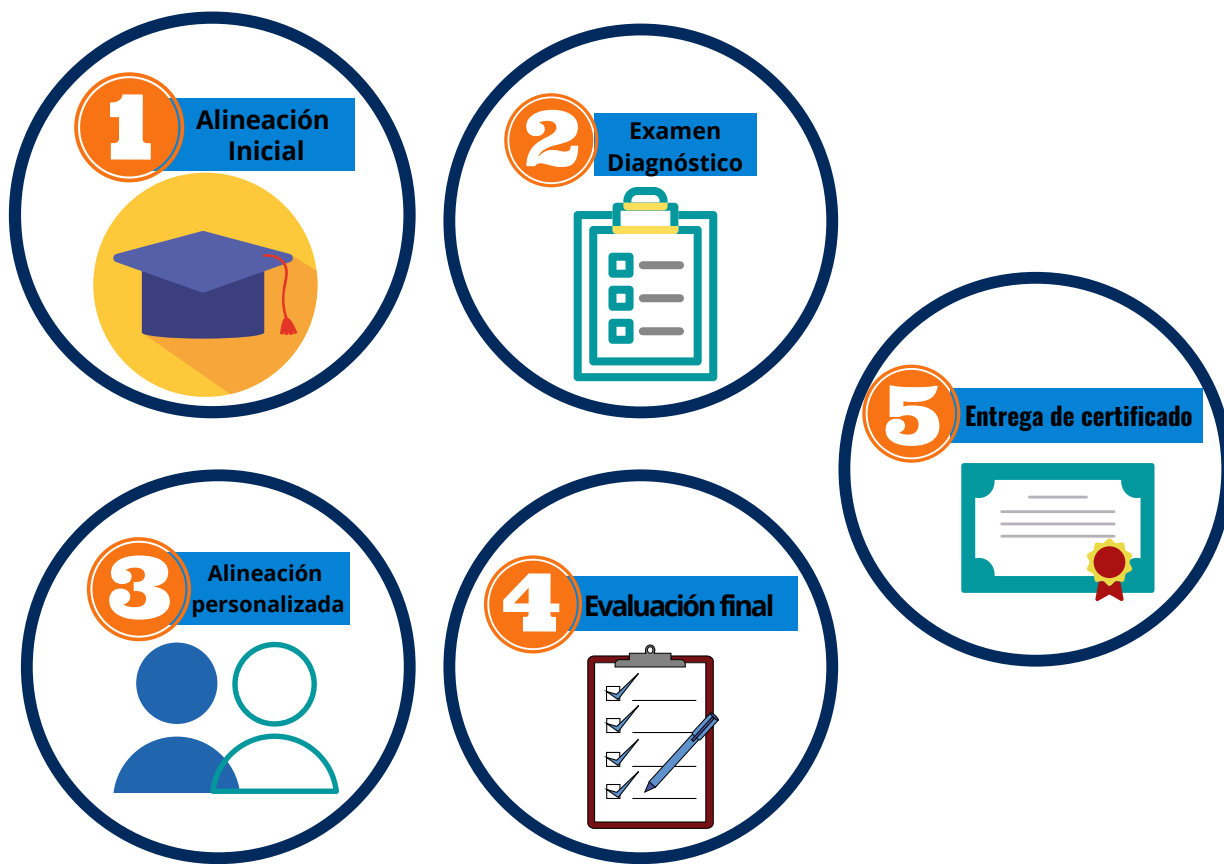 1
Alineación
Inicial
2
Examen
Diagnóstico
3
Alineación
personalizada
4
Evaluación final
5
Entrega de certificado